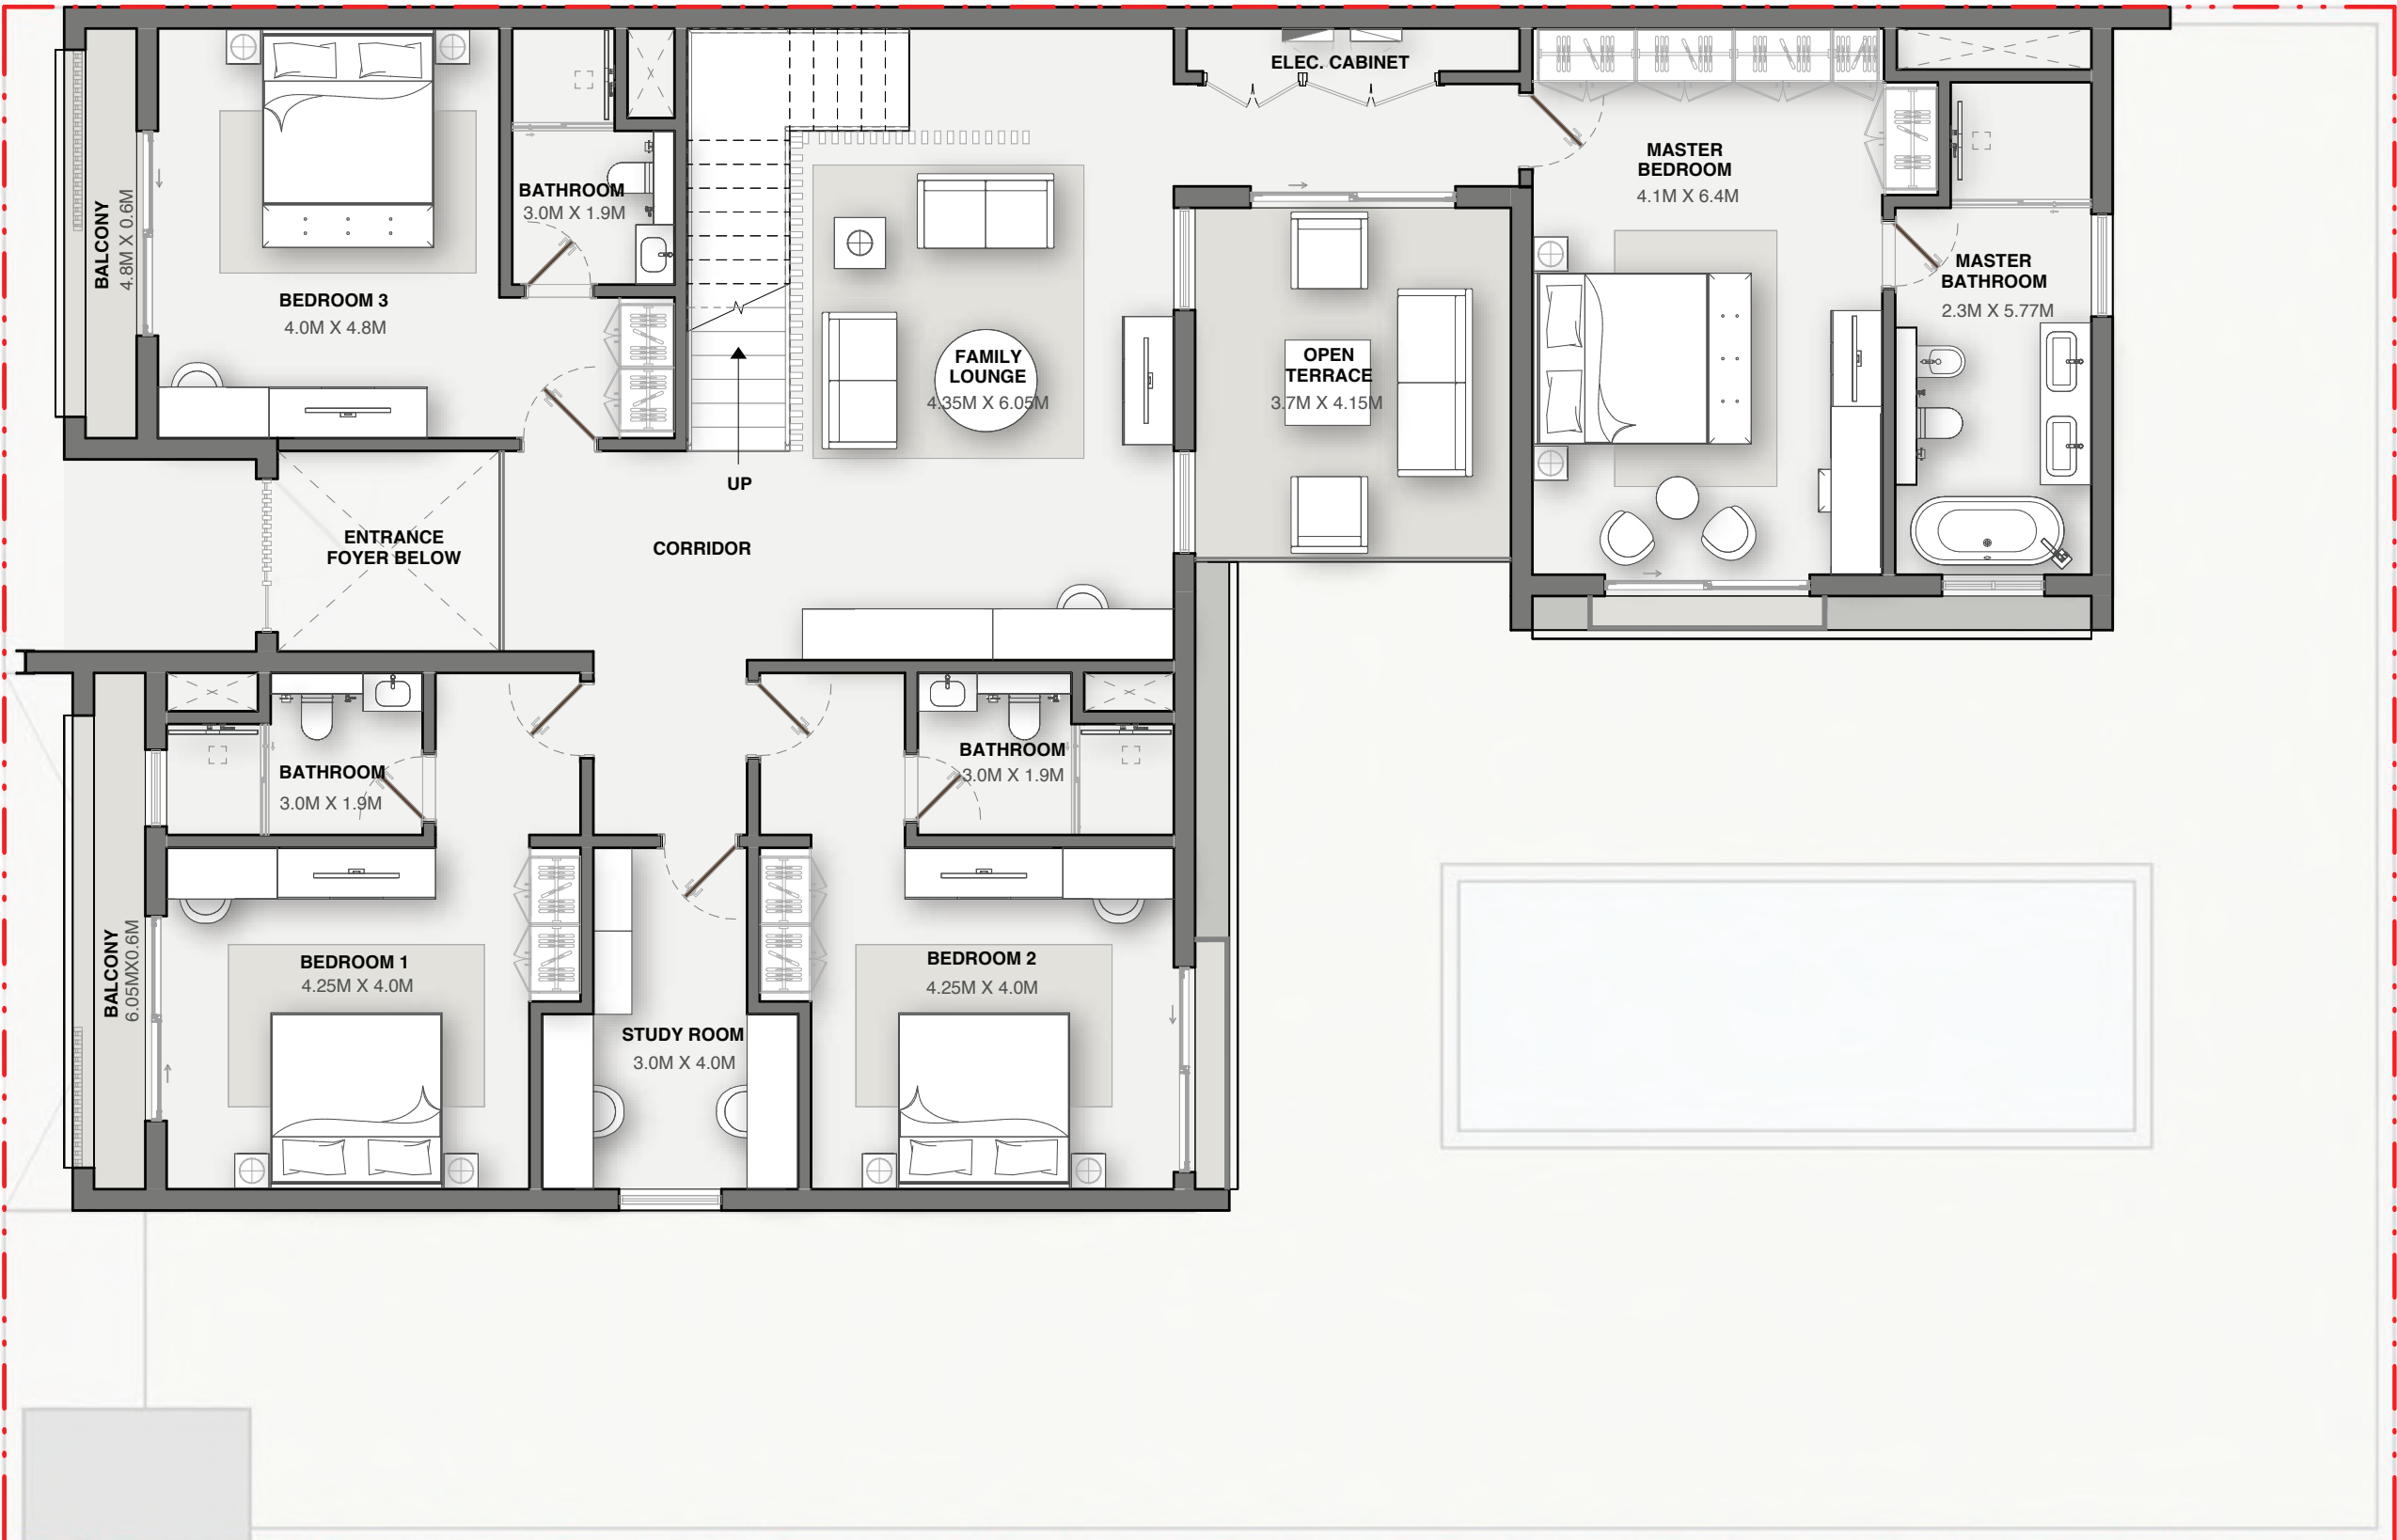 ELEC. CABINET
MASTER
BEDROOM
4.1M X 6.4M
BATHROOM
3.0M X 1.9M
BALCONY
4.8M X 0.6M
BEDROOM 3
4.0M X 4.8M
MASTER
BATHROOM
2.3M X 5.77M
FAMILY
LOUNGE
4.35M X 6.05M
OPEN
TERRACE
3.7M X 4.15M
UP
ENTRANCE
FOYER BELOW
CORRIDOR
BATHROOM
3.0M X 1.9M
BATHROOM
3.0M X 1.9M
BALCONY
6.05MX0.6M
BEDROOM 1
4.25M X 4.0M
BEDROOM 2
4.25M X 4.0M
STUDY ROOM
3.0M X 4.0M